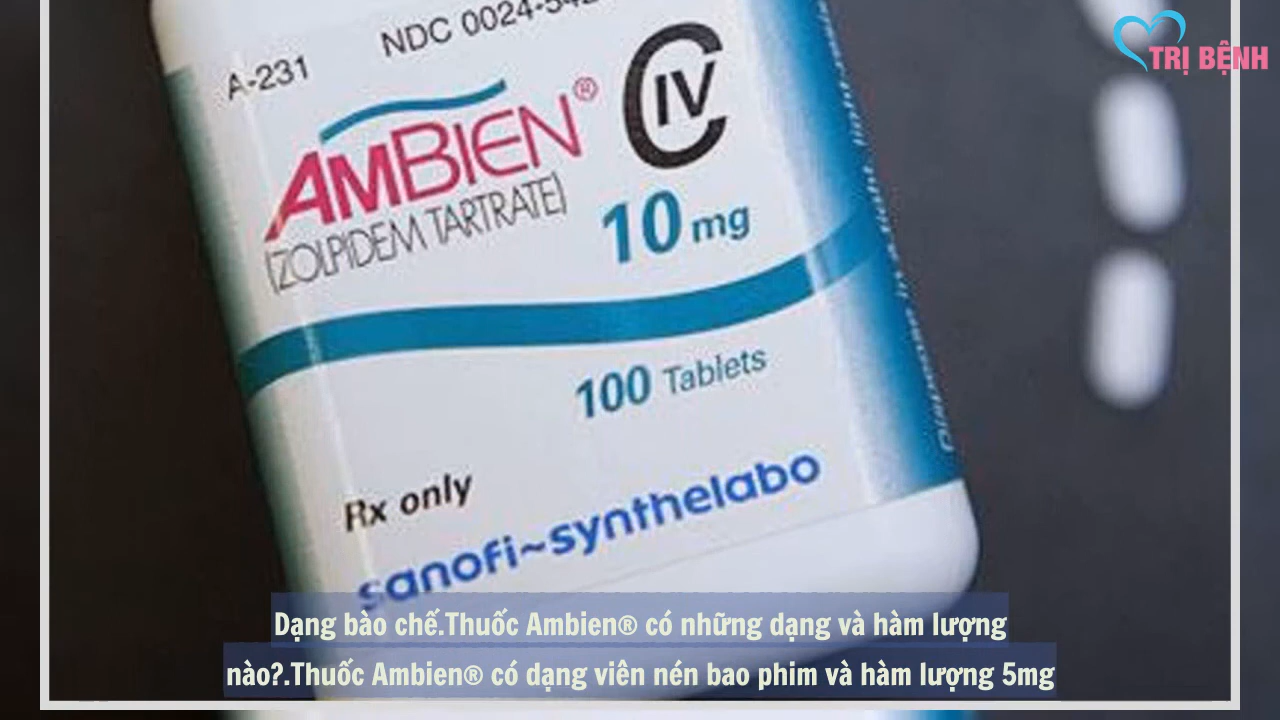 NDC 0024-542
A-231
AMBIEN®
CIV
(ZOLPIDEM TARTRATE)
10 mg
100 Tablets
Rx only
sanofi~synthelabo
TRỊ BỆNH
Dạng bào chế.Thuốc Ambien® có những dạng và hàm lượng
nào?.Thuốc Ambien® có dạng viên nén bao phim và hàm lượng 5mg